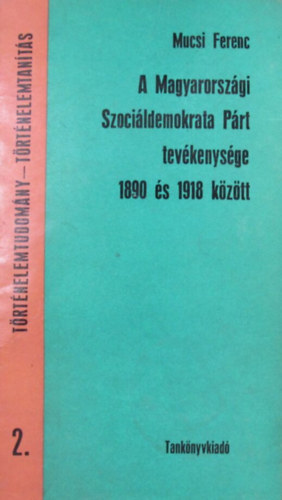 Mucsi Ferenc
A Magyarországi
Szociáldemokrata Párt
tevékenysége
1890 és 1918 között
Tankönyvkiadó
TÖRTÉNELEMTUDOMÁNY—TÖRTÉNELEMTANÍTÁS
2.